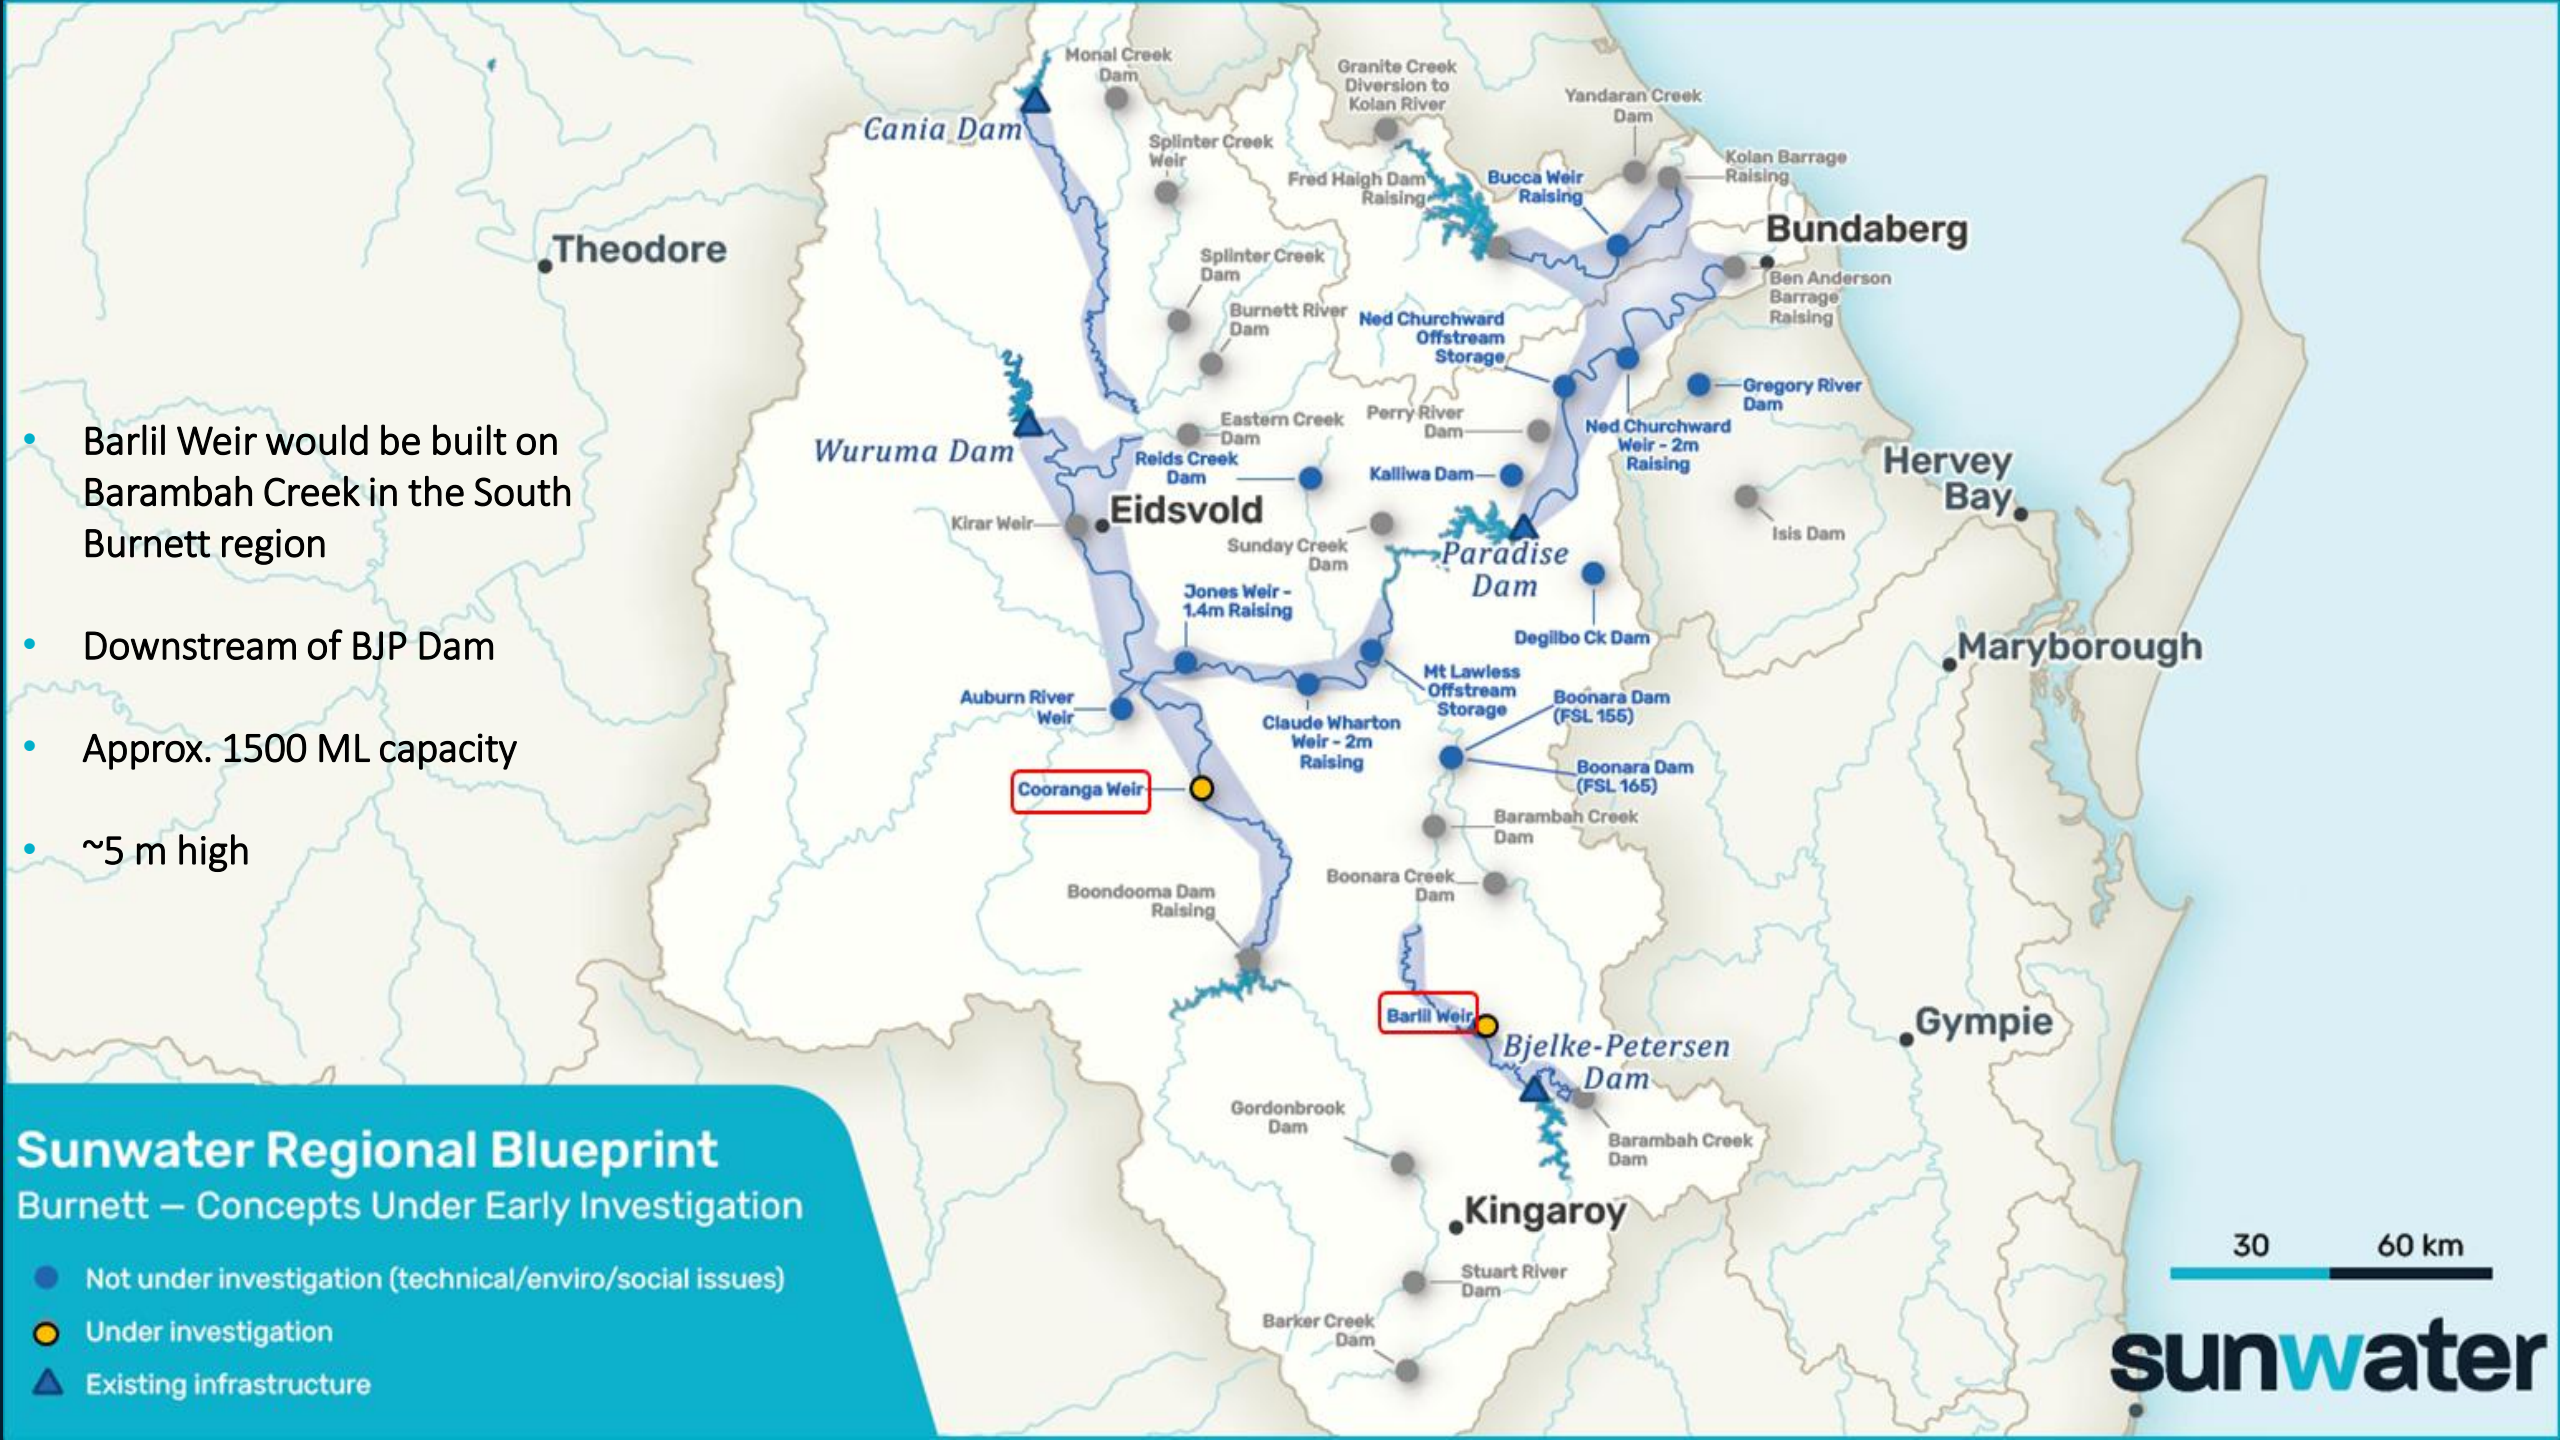 Monal Creek
Dam
Cania Dam
Splinter Creek
Weir
Granite Creek
Diversion to
Kolan River
Yandaran Creek
Dam
Kolan Barrage
Raising
Fred Haigh Dam
Raising
Bucca Weir
Raising
Bundaberg
Ben Anderson
Barrage
Raising
Theodore
Splinter Creek
Dam
Burnett River
Dam
Ned Churchward
Offstream
Storage
Gregory River
Dam
Eastern Creek
Dam
Perry River
Dam
Ned Churchward
Weir - 2m
Raising
Wuruma Dam
Reids Creek
Dam
Kalliwa Dam
Hervey
Bay
Kirar Weir
Eidsvold
Isis Dam
Sunday Creek
Dam
Paradise
Dam
Jones Weir -
1.4m Raising
Degilbo Ck Dam
Maryborough
Auburn River
Weir
Mt Lawless
Offstream
Storage
Claude Wharton
Weir - 2m
Raising
Boonara Dam
(FSL 155)
Boonara Dam
(FSL 165)
Cooranga Weir
Barambah Creek
Dam
Boonara Creek
Dam
Boondooma Dam
Raising
Barlil Weir
Bjelke-Petersen
Dam
Gympie
Gordonbrook
Dam
Barambah Creek
Dam
Kingaroy
Stuart River
Dam
Barker Creek
Dam
• Barlil Weir would be built on
Barambah Creek in the South
Burnett region
• Downstream of BJP Dam
• Approx. 1500 ML capacity
• ~5 m high
Sunwater Regional Blueprint
Burnett – Concepts Under Early Investigation
Not under investigation (technical/enviro/social issues)
Under investigation
Existing infrastructure
30 60 km
sunwater